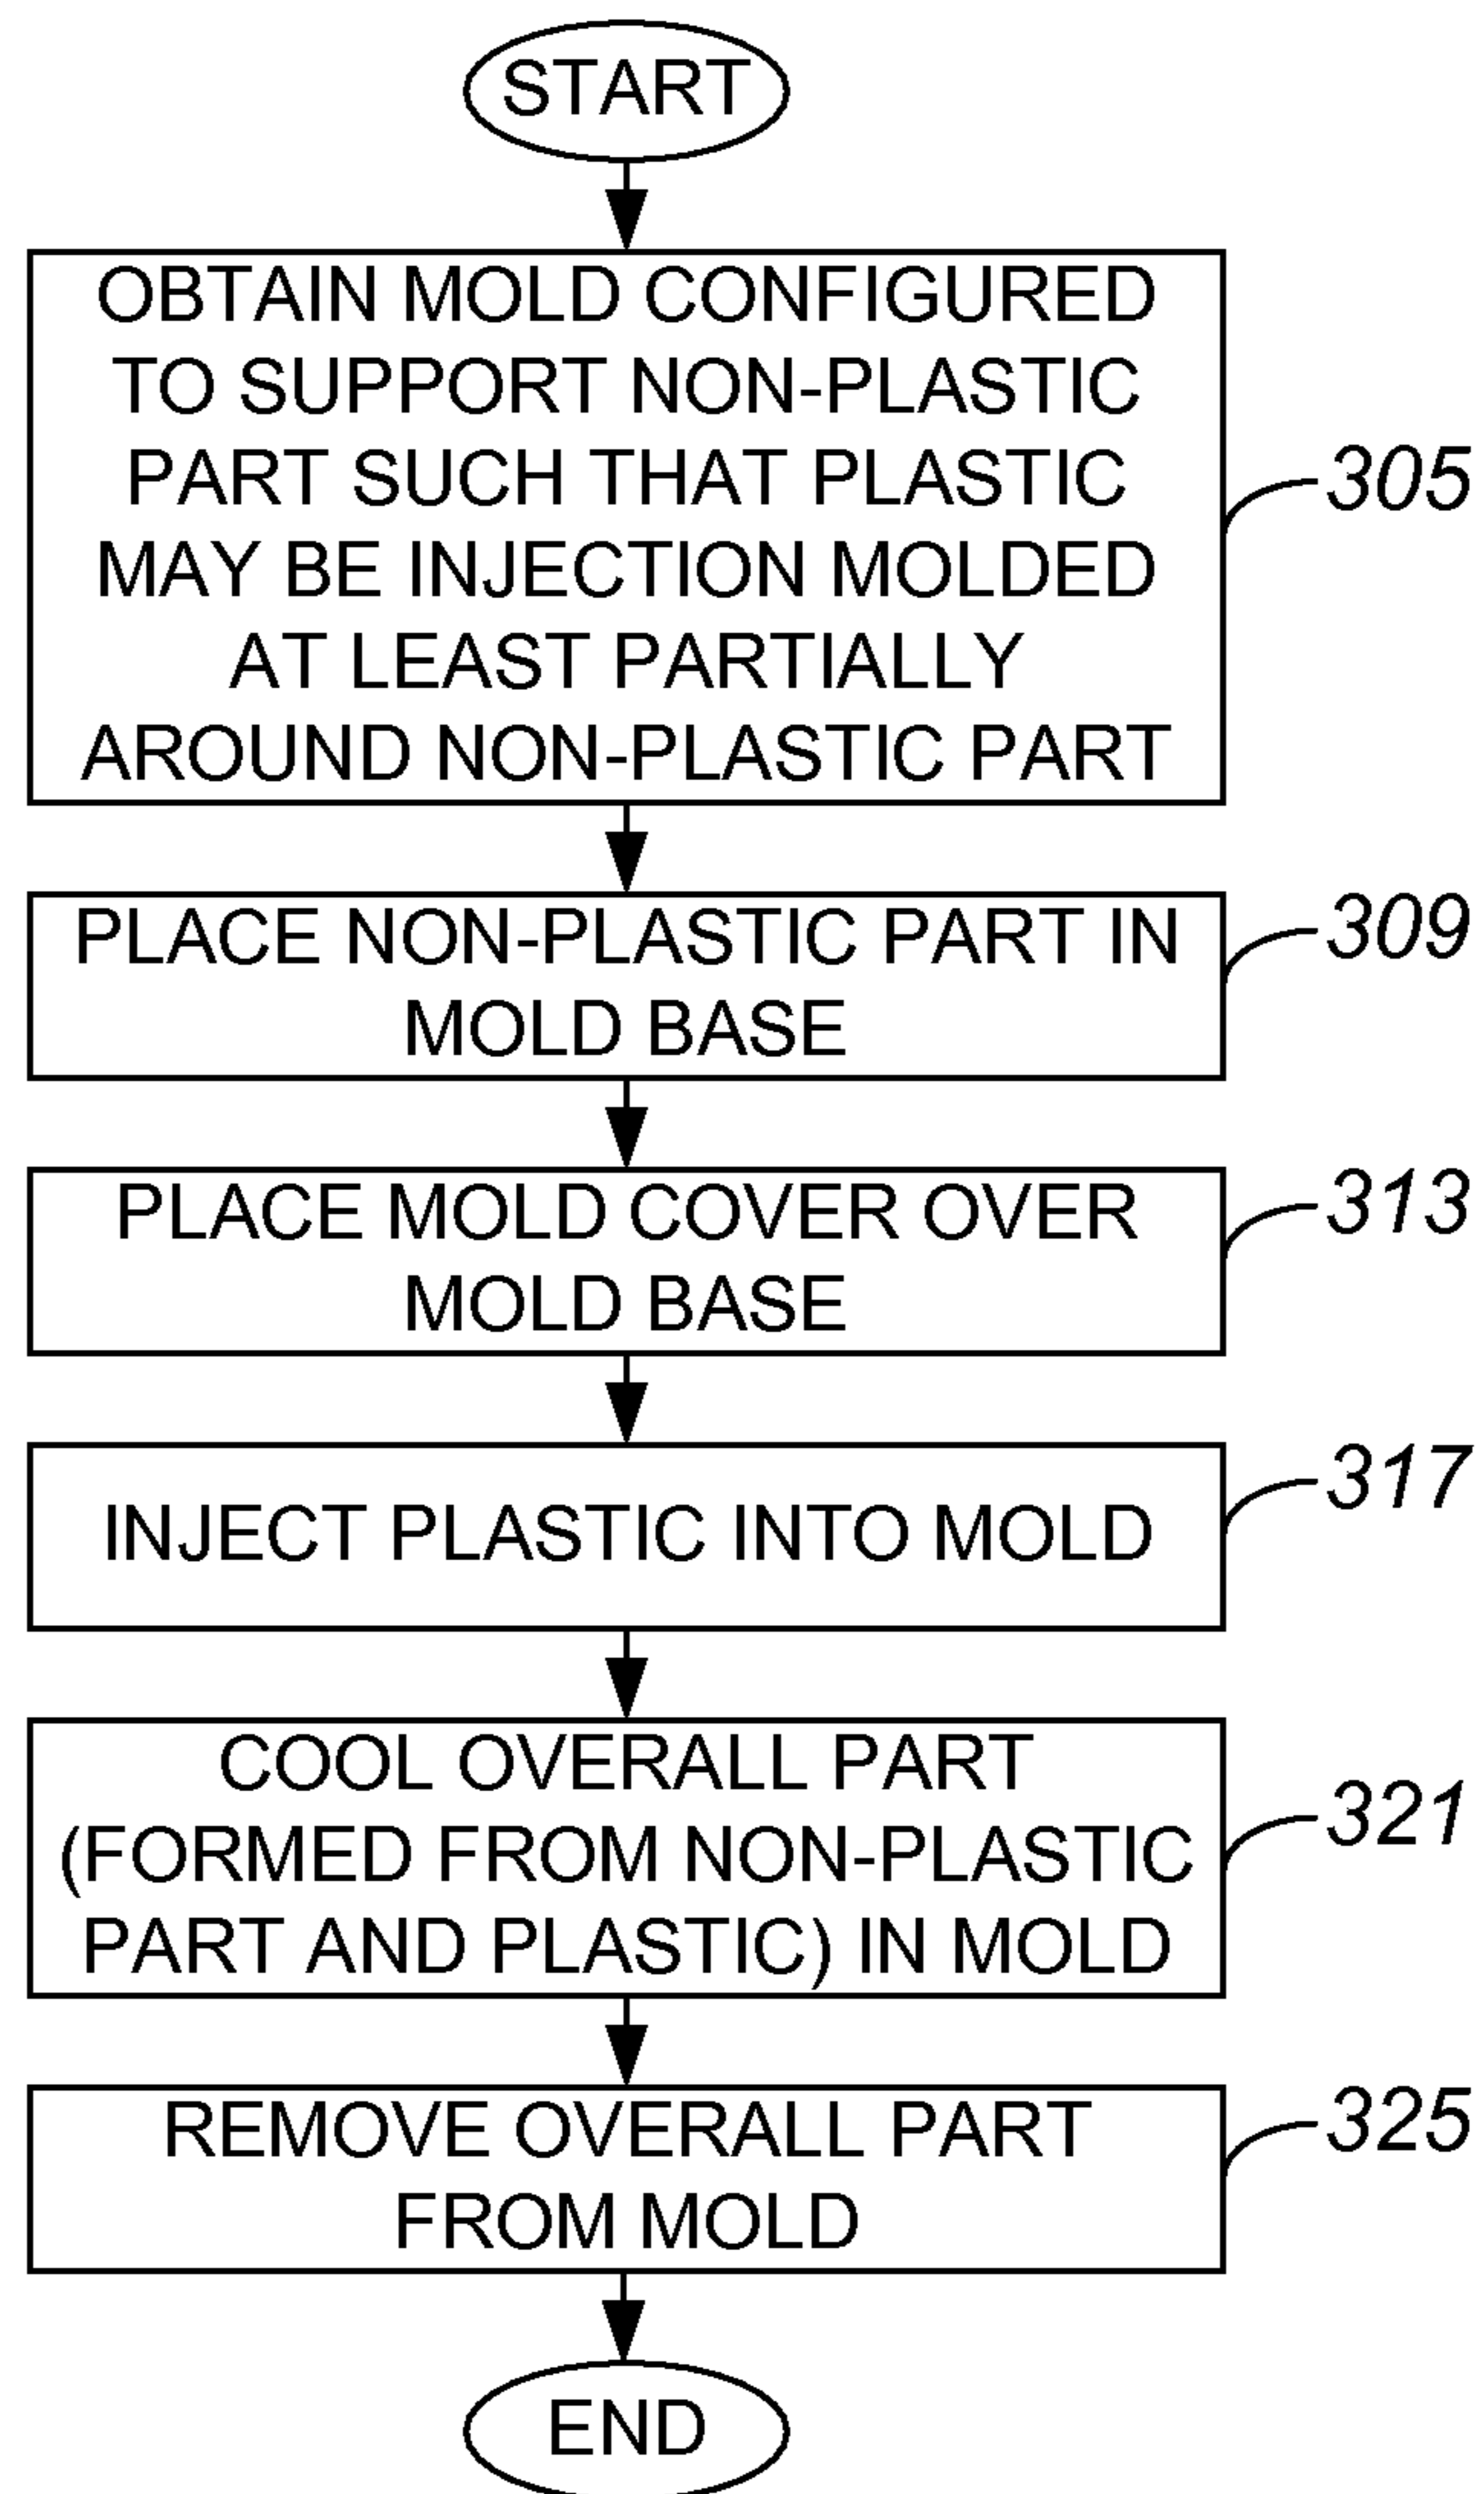 START
OBTAIN MOLD CONFIGURED
TO SUPPORT NON-PLASTIC
PART SUCH THAT PLASTIC
MAY BE INJECTION MOLDED
AT LEAST PARTIALLY
AROUND NON-PLASTIC PART
305
PLACE NON-PLASTIC PART IN
MOLD BASE
309
PLACE MOLD COVER OVER
MOLD BASE
313
INJECT PLASTIC INTO MOLD
317
COOL OVERALL PART
(FORMED FROM NON-PLASTIC
PART AND PLASTIC) IN MOLD
321
REMOVE OVERALL PART
FROM MOLD
325
END